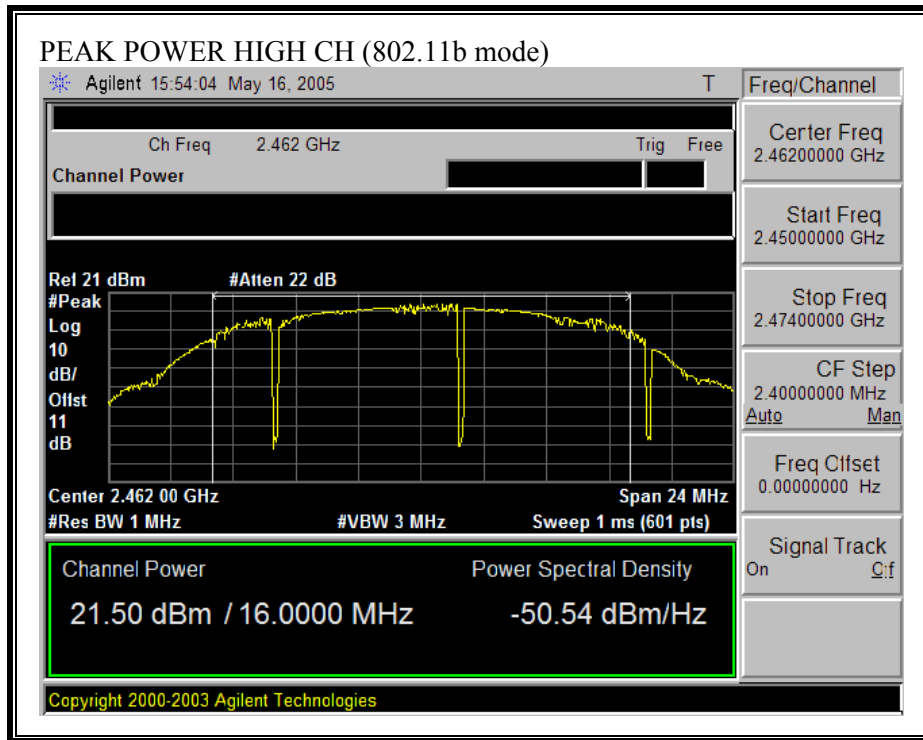 PEAK POWER HIGH CH (802.11b mode)
Agilent 15:54:04 May 16, 2005 T
Freq/Channel
Ch Freq 2.462 GHz Trig Free
Channel Power
Center Freq
2.46200000 GHz
Start Freq
2.45000000 GHz
Stop Freq
2.47400000 GHz
CF Step
2.40000000 MHz
Auto Man
Freq Offset
0.00000000 Hz
Signal Track
On Off
Ref 21 dBm #Atten 22 dB
#Peak
Log
10
dB/
Offst
11
dB
Center 2.462 00 GHz Span 24 MHz
#Res BW 1 MHz #VBW 3 MHz Sweep 1 ms (601 pts)
Channel Power Power Spectral Density
21.50 dBm / 16.0000 MHz -50.54 dBm/Hz
Copyright 2000-2003 Agilent Technologies